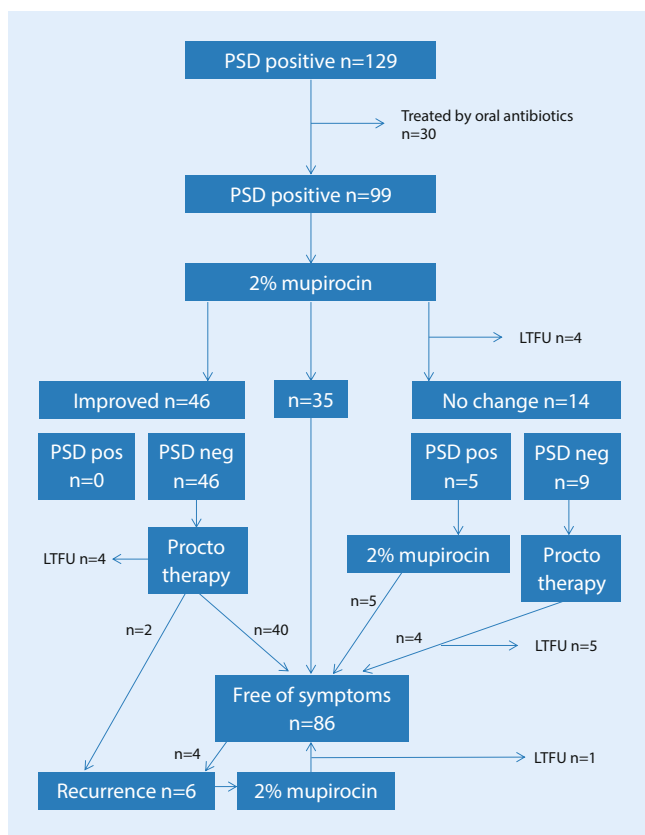 PSD positive n=129
Treated by oral antibiotics
n=30
PSD positive n=99
2% mupirocin
LTFU n=4
Improved n=46
n=35
No change n=14
PSD pos
n=0
PSD neg
n=46
PSD pos
n=5
PSD neg
n=9
LTFU n=4
Procto
therapy
2% mupirocin
Procto
therapy
n=2
n=40
n=5
n=4
LTFU n=5
Free of symptoms
n=86
n=4
LTFU n=1
Recurrence n=6
2% mupirocin